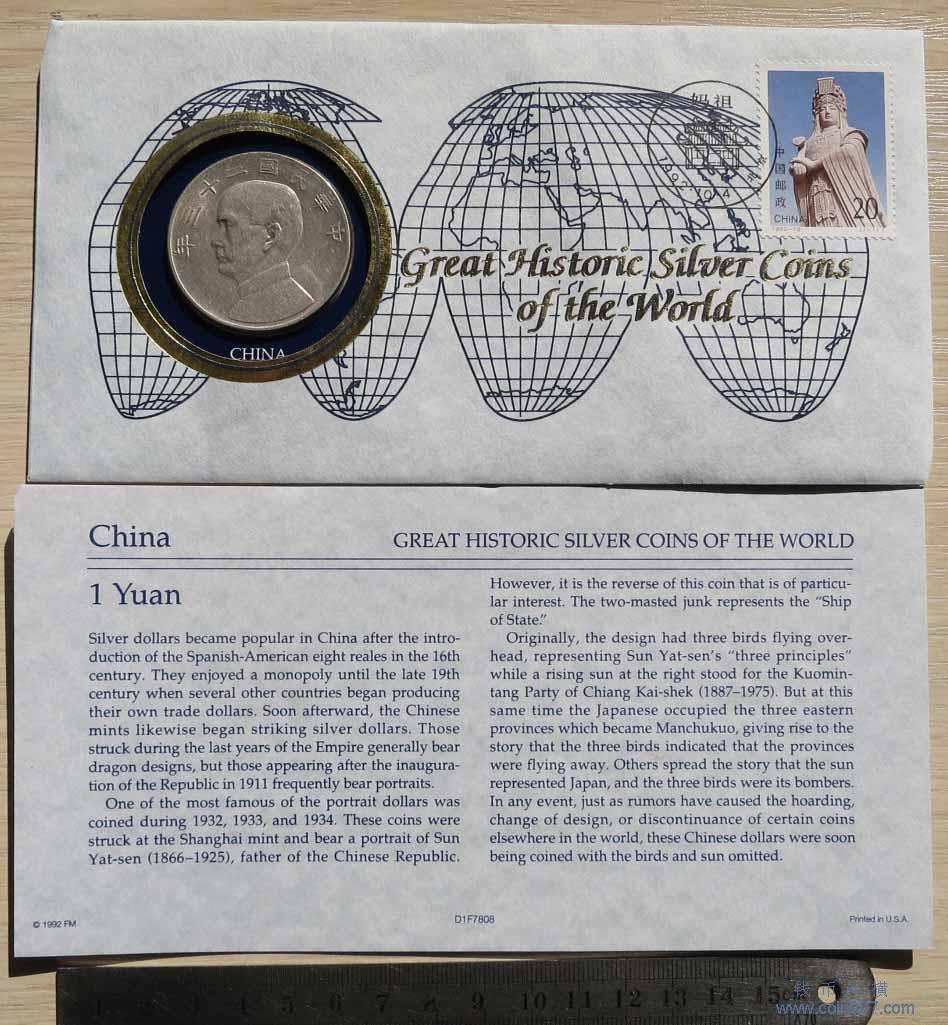 妈祖
1992.10.4
北京
中国邮政
CHINA
20
中華民國二十三年
CHINA
Great Historic Silver Coins
of the World
China
GREAT HISTORIC SILVER COINS OF THE WORLD
1 Yuan
Silver dollars became popular in China after the intro-
duction of the Spanish-American eight reales in the 16th
century. They enjoyed a monopoly until the late 19th
century when several other countries began producing
their own trade dollars. Soon afterward, the Chinese
mints likewise began striking silver dollars. Those
struck during the last years of the Empire generally bear
dragon designs, but those appearing after the inaugura-
tion of the Republic in 1911 frequently bear portraits.
One of the most famous of the portrait dollars was
coined during 1932, 1933, and 1934. These coins were
struck at the Shanghai mint and bear a portrait of Sun
Yat-sen (1866–1925), father of the Chinese Republic.
However, it is the reverse of this coin that is of particu-
lar interest. The two-masted junk represents the “Ship
of State.”
Originally, the design had three birds flying over-
head, representing Sun Yat-sen’s “three principles”
while a rising sun at the right stood for the Kuomin-
tang Party of Chiang Kai-shek (1887–1975). But at this
same time the Japanese occupied the three eastern
provinces which became Manchukuo, giving rise to the
story that the three birds indicated that the provinces
were flying away. Others spread the story that the sun
represented Japan, and the three birds were its bombers.
In any event, just as rumors have caused the hoarding,
change of design, or discontinuance of certain coins
elsewhere in the world, these Chinese dollars were soon
being coined with the birds and sun omitted.
© 1992 FM
D1F7808
Printed in U.S.A.
1 2 3 4 5 6 7 8 9 10 11 12 13 14 15cm